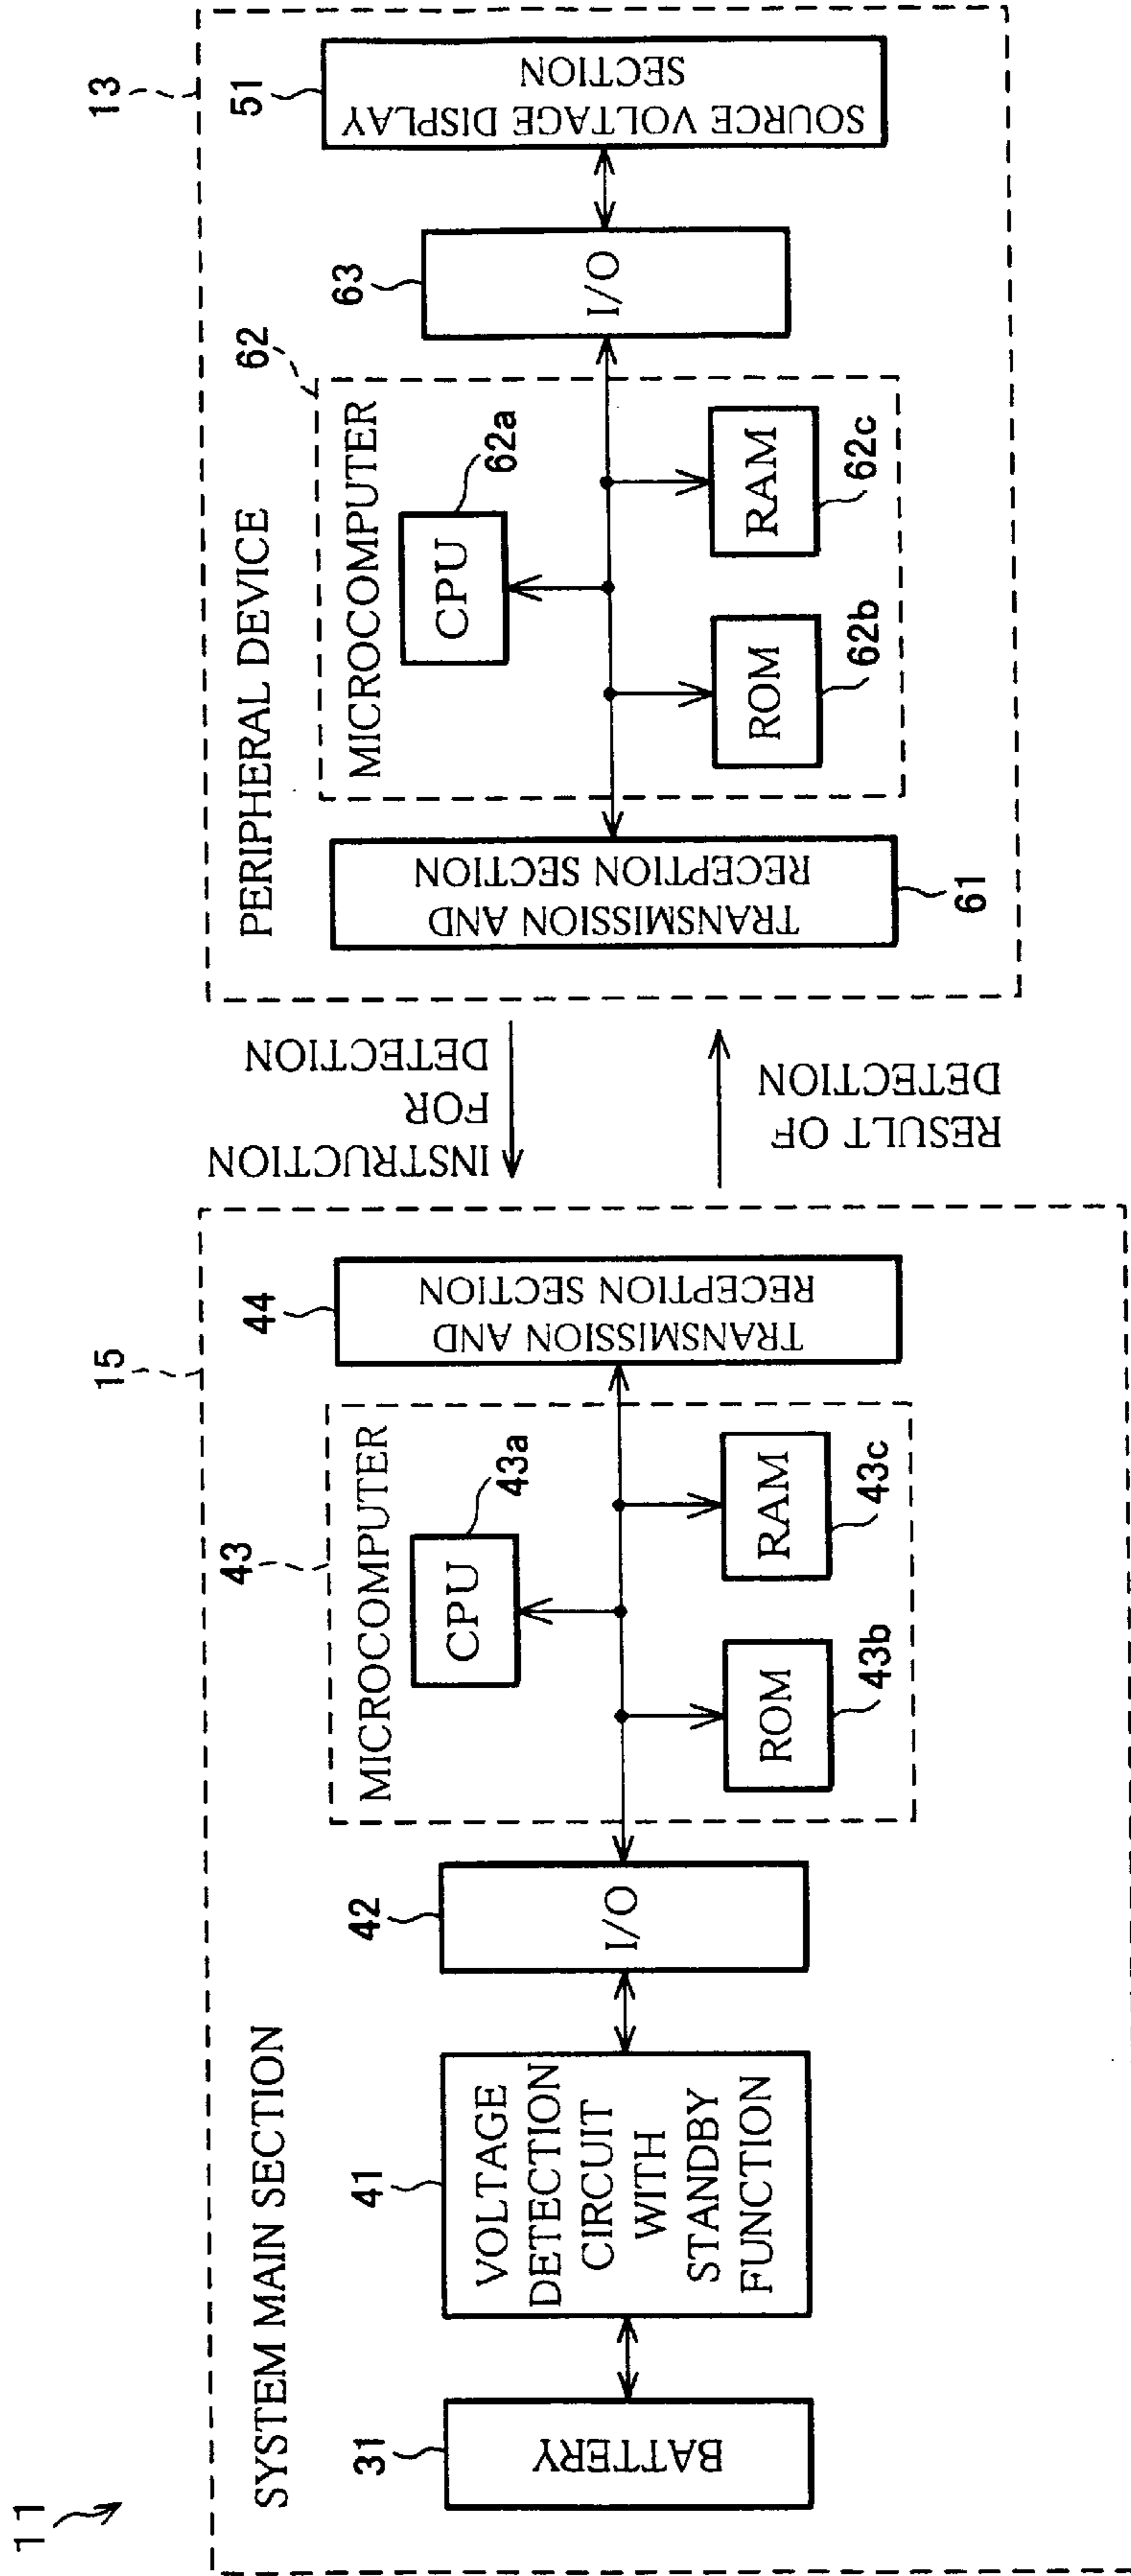 11
15
SYSTEM MAIN SECTION
31
BATTERY
41
VOLTAGE
DETECTION
CIRCUIT
WITH
STANDBY
FUNCTION
42
I/O
43
MICROCOMPUTER
CPU
43a
ROM
43b
RAM
43c
44
TRANSMISSION AND
RECEPTION SECTION
INSTRUCTION
FOR
DETECTION
RESULT OF
DETECTION
13
PERIPHERAL DEVICE
TRANSMISSION AND
RECEPTION SECTION
61
62
MICROCOMPUTER
CPU
62a
ROM
62b
RAM
62c
63
I/O
51
SOURCE VOLTAGE DISPLAY
SECTION